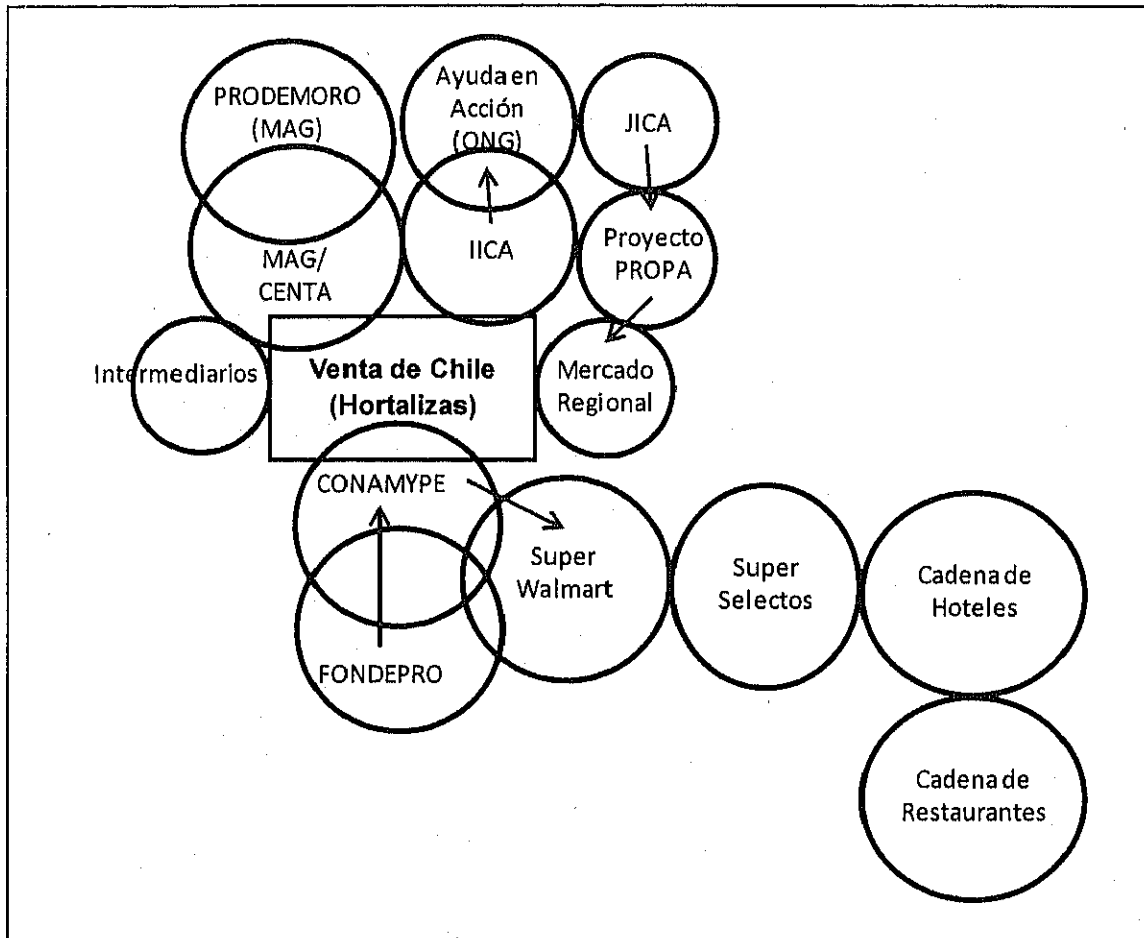 PRODEMORO
(MAG)
Ayuda en
Acción
(ONG)
JICA
MAG/
CENTA
IICA
Proyecto
PROPA
Intermediarios
Venta de Chile
(Hortalizas)
Mercado
Regional
CONAMYPE
Super
Walmart
Super
Selectos
Cadena de
Hoteles
FONDEPRO
Cadena de
Restaurantes